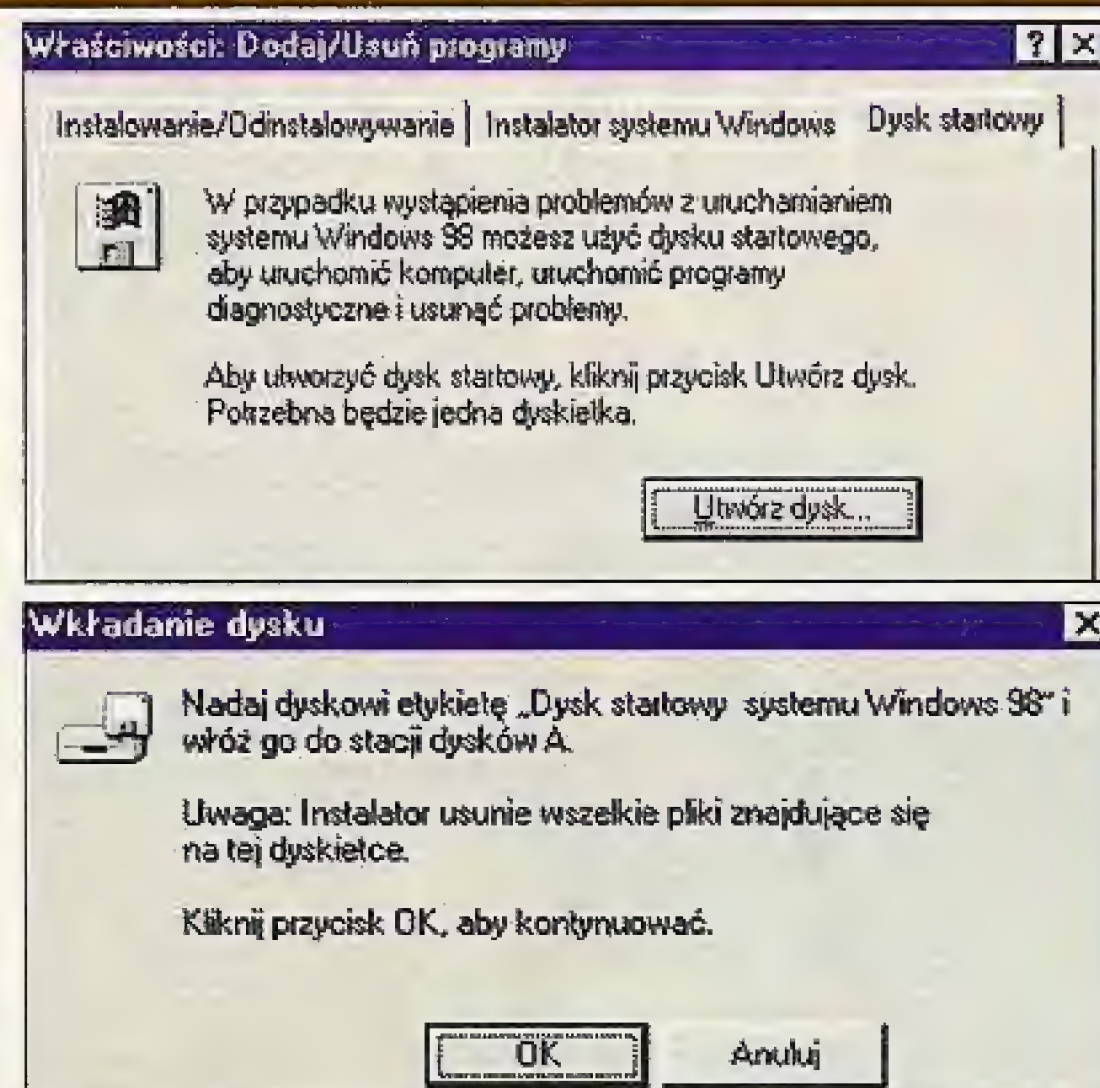 Właściwości: Dodaj/Usuń programy
Instalowanie/Odinstalowywanie Instalator systemu Windows Dysk startowy
W przypadku wystąpienia problemów z uruchamianiem
systemu Windows 98 możesz użyć dysku startowego,
aby uruchomić komputer, uruchomić programy
diagnostyczne i usunąć problemy.
Aby utworzyć dysk startowy, kliknij przycisk Utwórz dysk.
Potrzebna będzie jedna dyskietka.
Utwórz dysk...
Wkładanie dysku
Nadaj dyskowi etykietę „Dysk startowy systemu Windows 98” i
włóż go do stacji dysków A.
Uwaga: Instalator usunie wszelkie pliki znajdujące się
na tej dyskietce.
Kliknij przycisk OK, aby kontynuować.
OK Anuluj